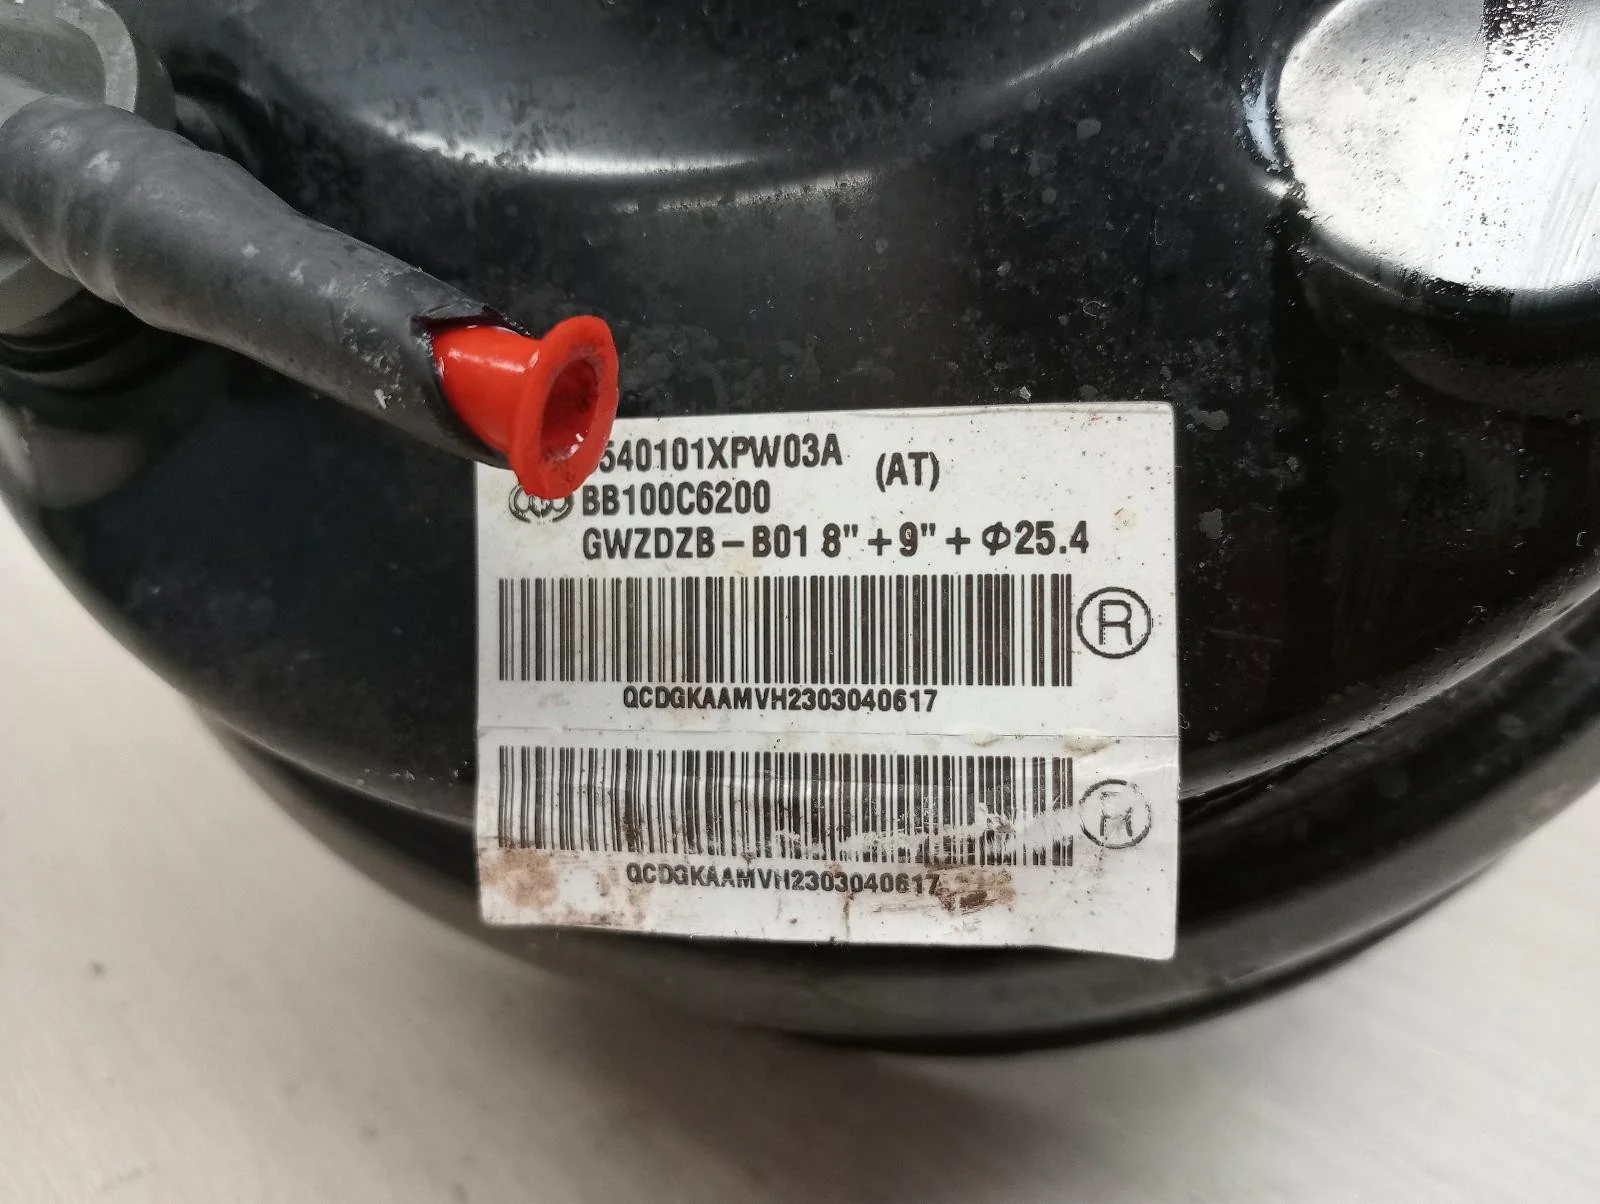 540101XPW03A (AT)
BB100C6200
GWZDZB-B01 8"+9"+Φ25.4
R
QCDGKAAMVH2303040617
R
QCDGKAAMVH2303040617